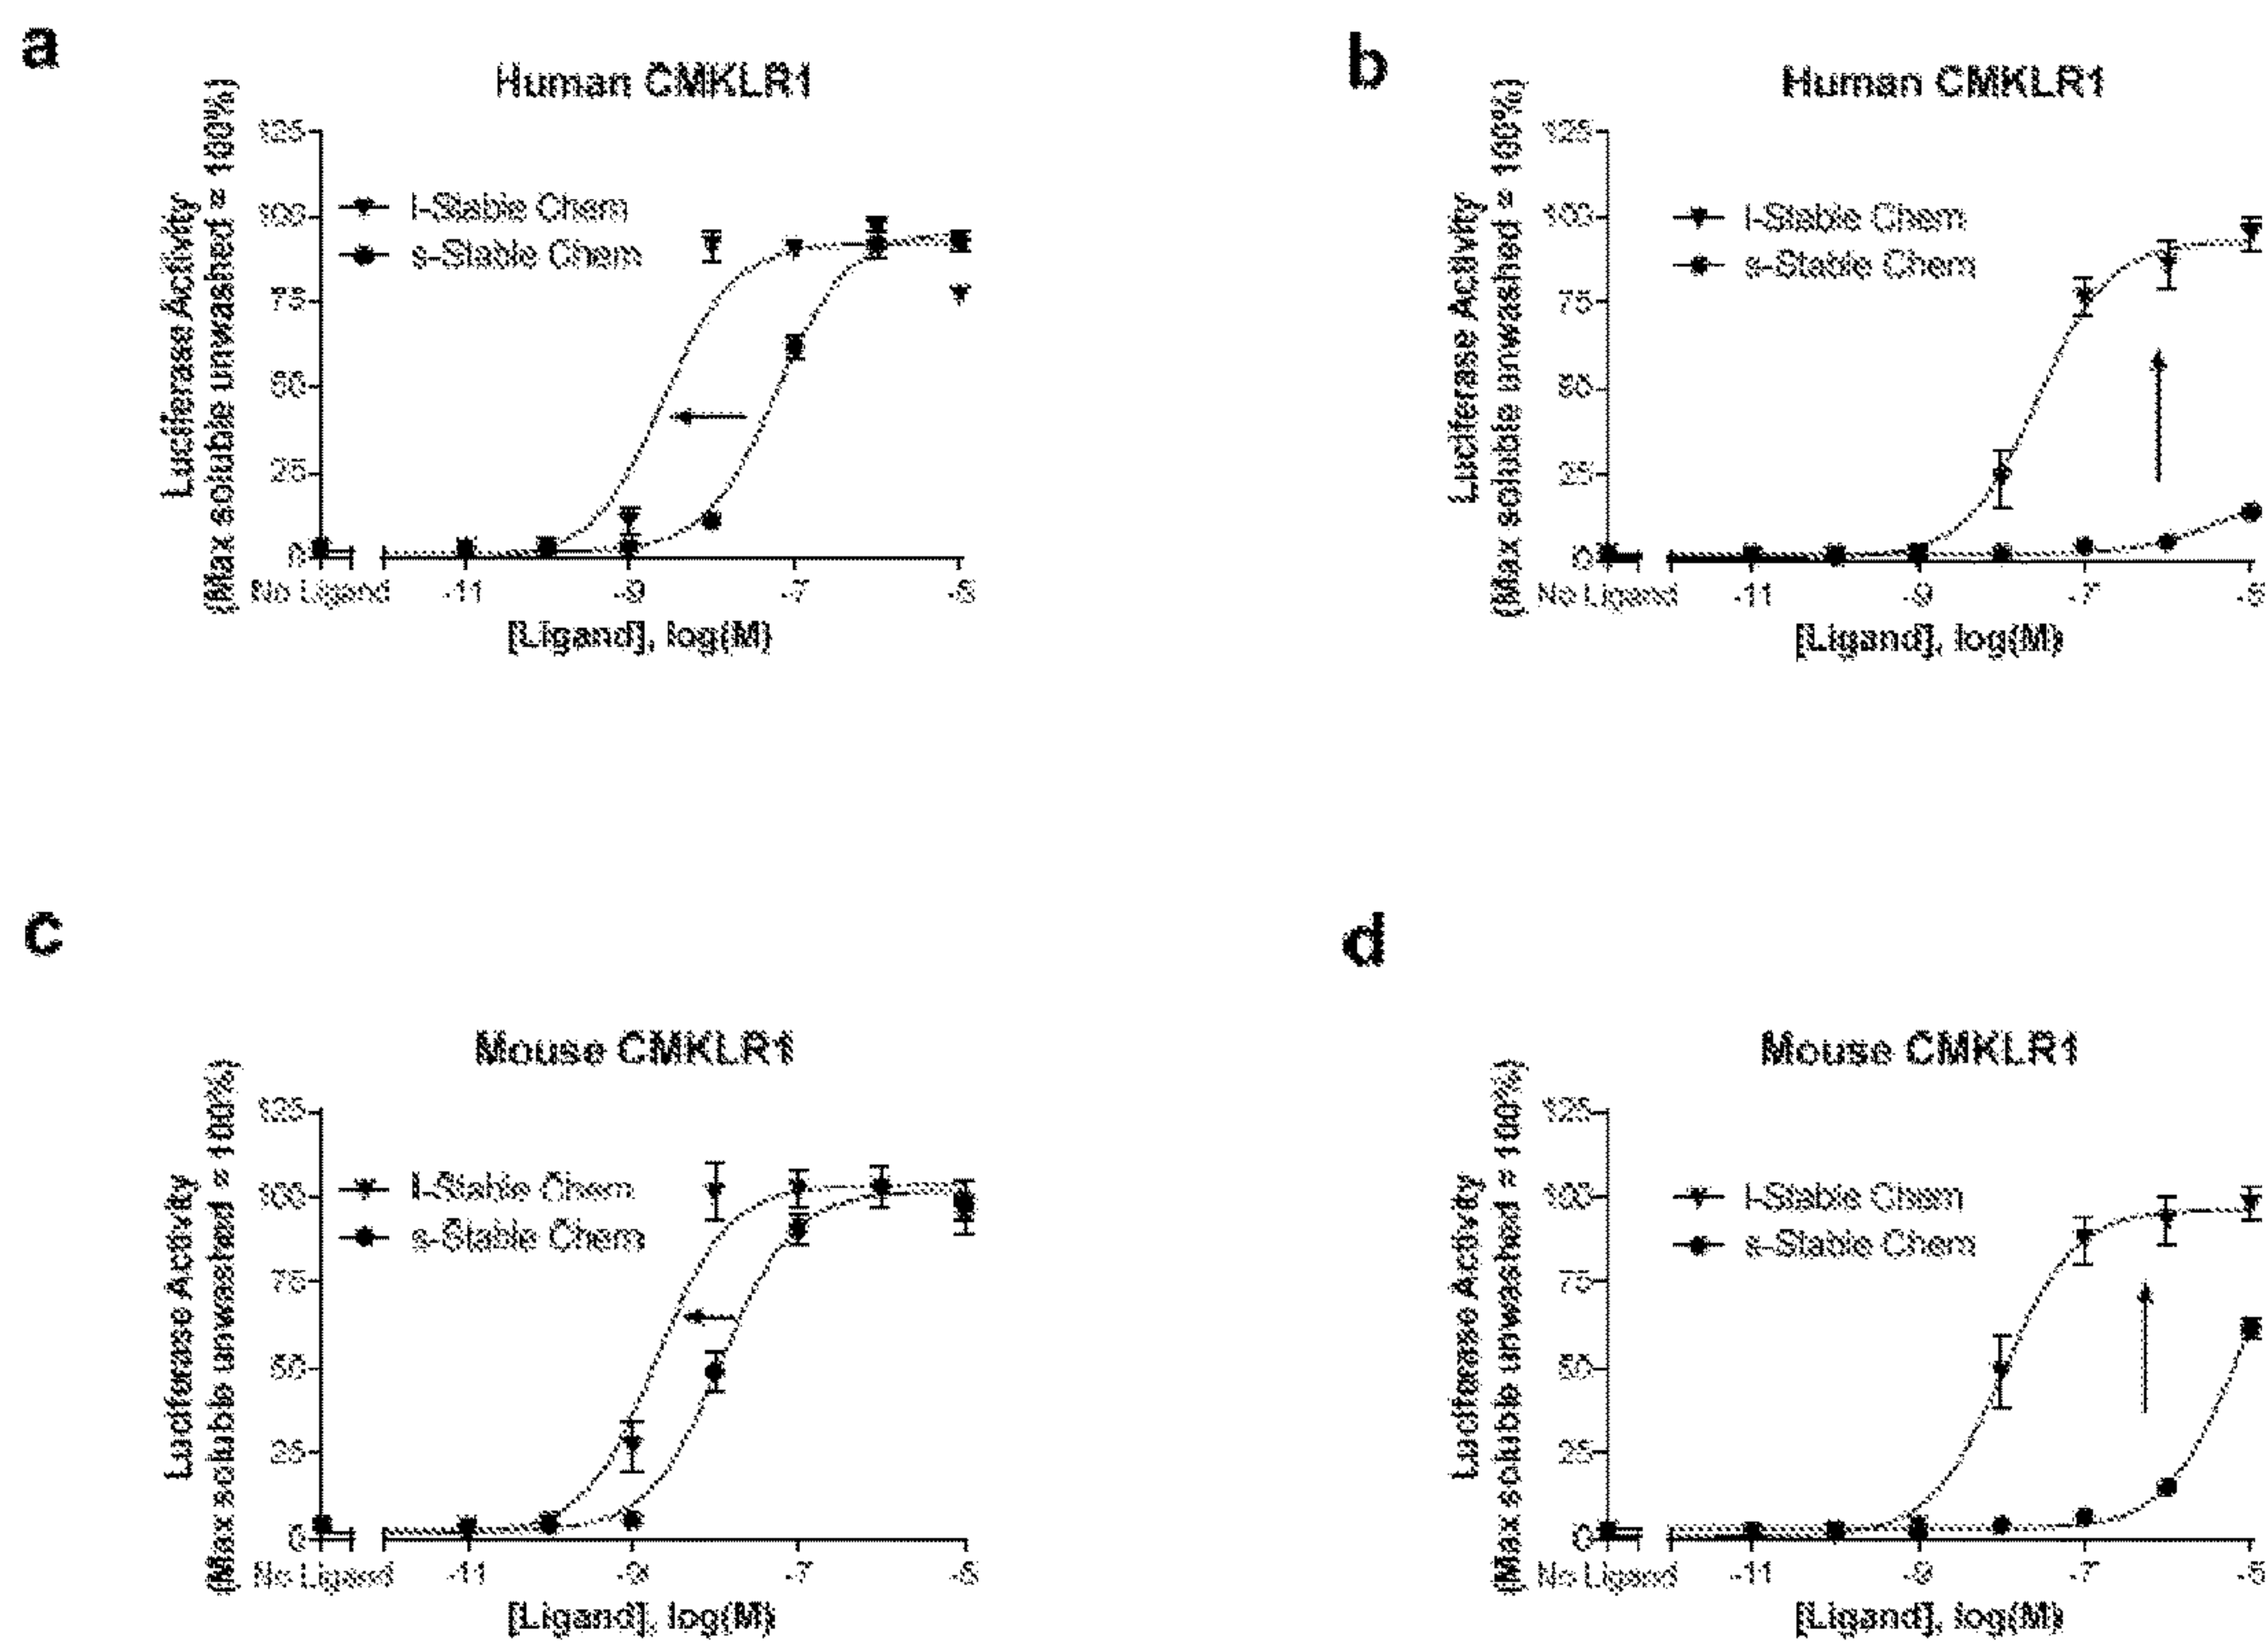 a
Human CMKLR1
Luciferase Activity
(Max soluble unwashed = 100%)
125
100
75
50
25
0
l-Stable Chem
s-Stable Chem
No Ligand
-11
-9
-7
-5
[Ligand], log(M)
b
Human CMKLR1
Luciferase Activity
(Max soluble unwashed = 100%)
125
100
75
50
25
0
l-Stable Chem
s-Stable Chem
No Ligand
-11
-9
-7
-5
[Ligand], log(M)
c
Mouse CMKLR1
Luciferase Activity
(Max soluble unwashed = 100%)
125
100
75
50
25
0
l-Stable Chem
s-Stable Chem
No Ligand
-11
-9
-7
-5
[Ligand], log(M)
d
Mouse CMKLR1
Luciferase Activity
(Max soluble unwashed = 100%)
125
100
75
50
25
0
l-Stable Chem
s-Stable Chem
No Ligand
-11
-9
-7
-5
[Ligand], log(M)